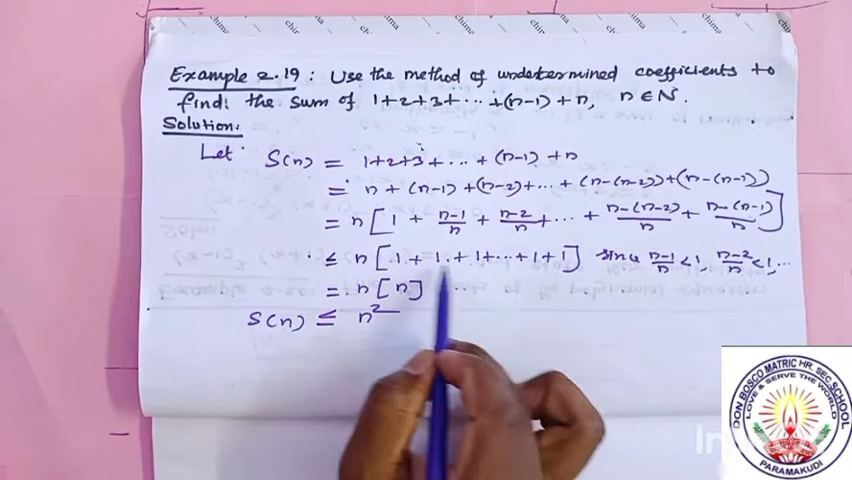 Example 2.19: Use the method of undetermined coefficients to
find the sum of 1+2+3+ ... +(n-1) + n, n ∈ N.
Solution:
Let S(n) = 1+2+3+ ... + (n-1) + n
= n + (n-1) + (n-2) + ... + (n-(n-2)) + (n-(n-1))
= n [ 1 + n-1/n + n-2/n + ... + n-(n-2)/n + n-(n-1)/n ]
≤ n [ 1 + 1 + 1 + ... + 1 + 1 ] since n-1/n < 1, n-2/n < 1, ...
= n [n]
S(n) ≤ n²
DON BOSCO MATRIC HR. SEC. SCHOOL
LOVE & SERVE THE WORLD
PARAMAKUDI